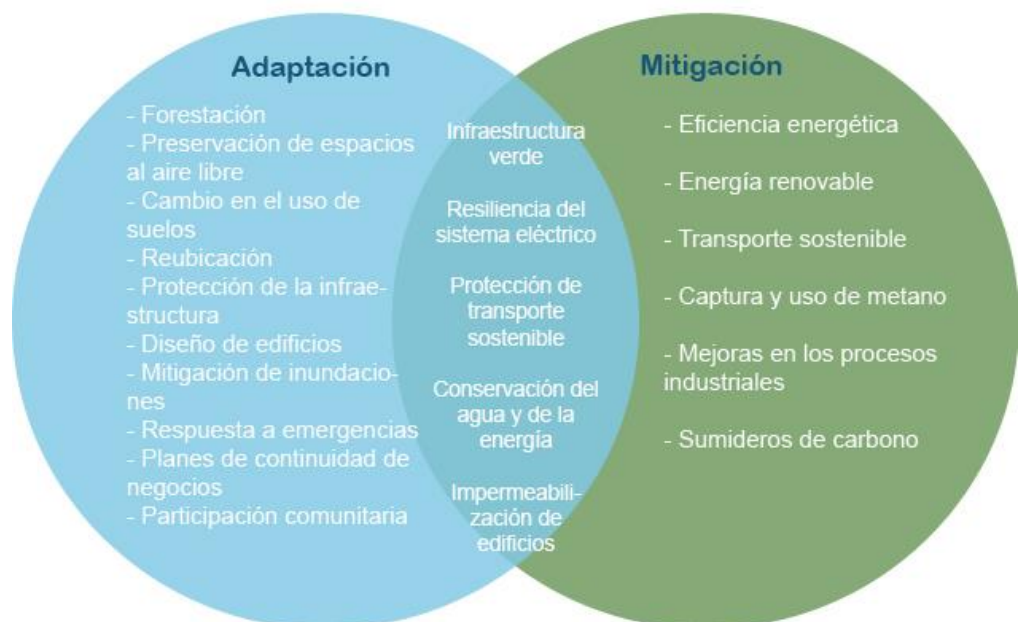 Adaptación
- Forestación
- Preservación de espacios
al aire libre
- Cambio en el uso de
suelos
- Reubicación
- Protección de la infrae-
structura
- Diseño de edificios
- Mitigación de inundacio-
nes
- Respuesta a emergencias
- Planes de continuidad de
negocios
- Participación comunitaria
Infraestructura
verde
Resiliencia del
sistema eléctrico
Protección de
transporte
sostenible
Conservación del
agua y de la
energía
Impermeabili-
zación de
edificios
Mitigación
- Eficiencia energética
- Energía renovable
- Transporte sostenible
- Captura y uso de metano
- Mejoras en los procesos
industriales
- Sumideros de carbono